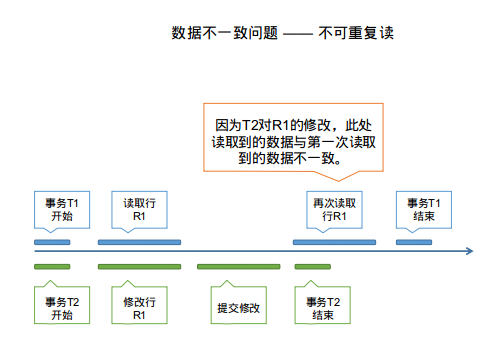 数据不一致问题 —— 不可重复读
因为T2对R1的修改，此处
读取到的数据与第一次读取
到的数据不一致。
事务T1
开始
读取行
R1
再次读取
行R1
事务T1
结束
事务T2
开始
修改行
R1
提交修改
事务T2
结束